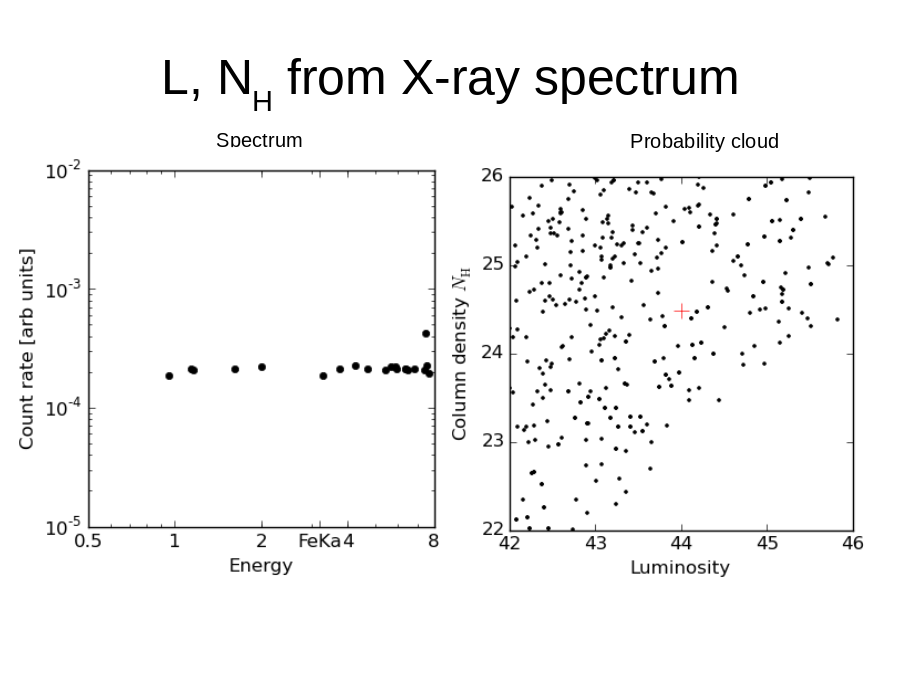 L, NH from X-ray spectrum
Spectrum
Probability cloud
10-2
10-3
10-4
10-5
Count rate [arb units]
0.5 1 2 FeKa 4 8
Energy
26
25
24
23
22
Column density NH
42 43 44 45 46
Luminosity